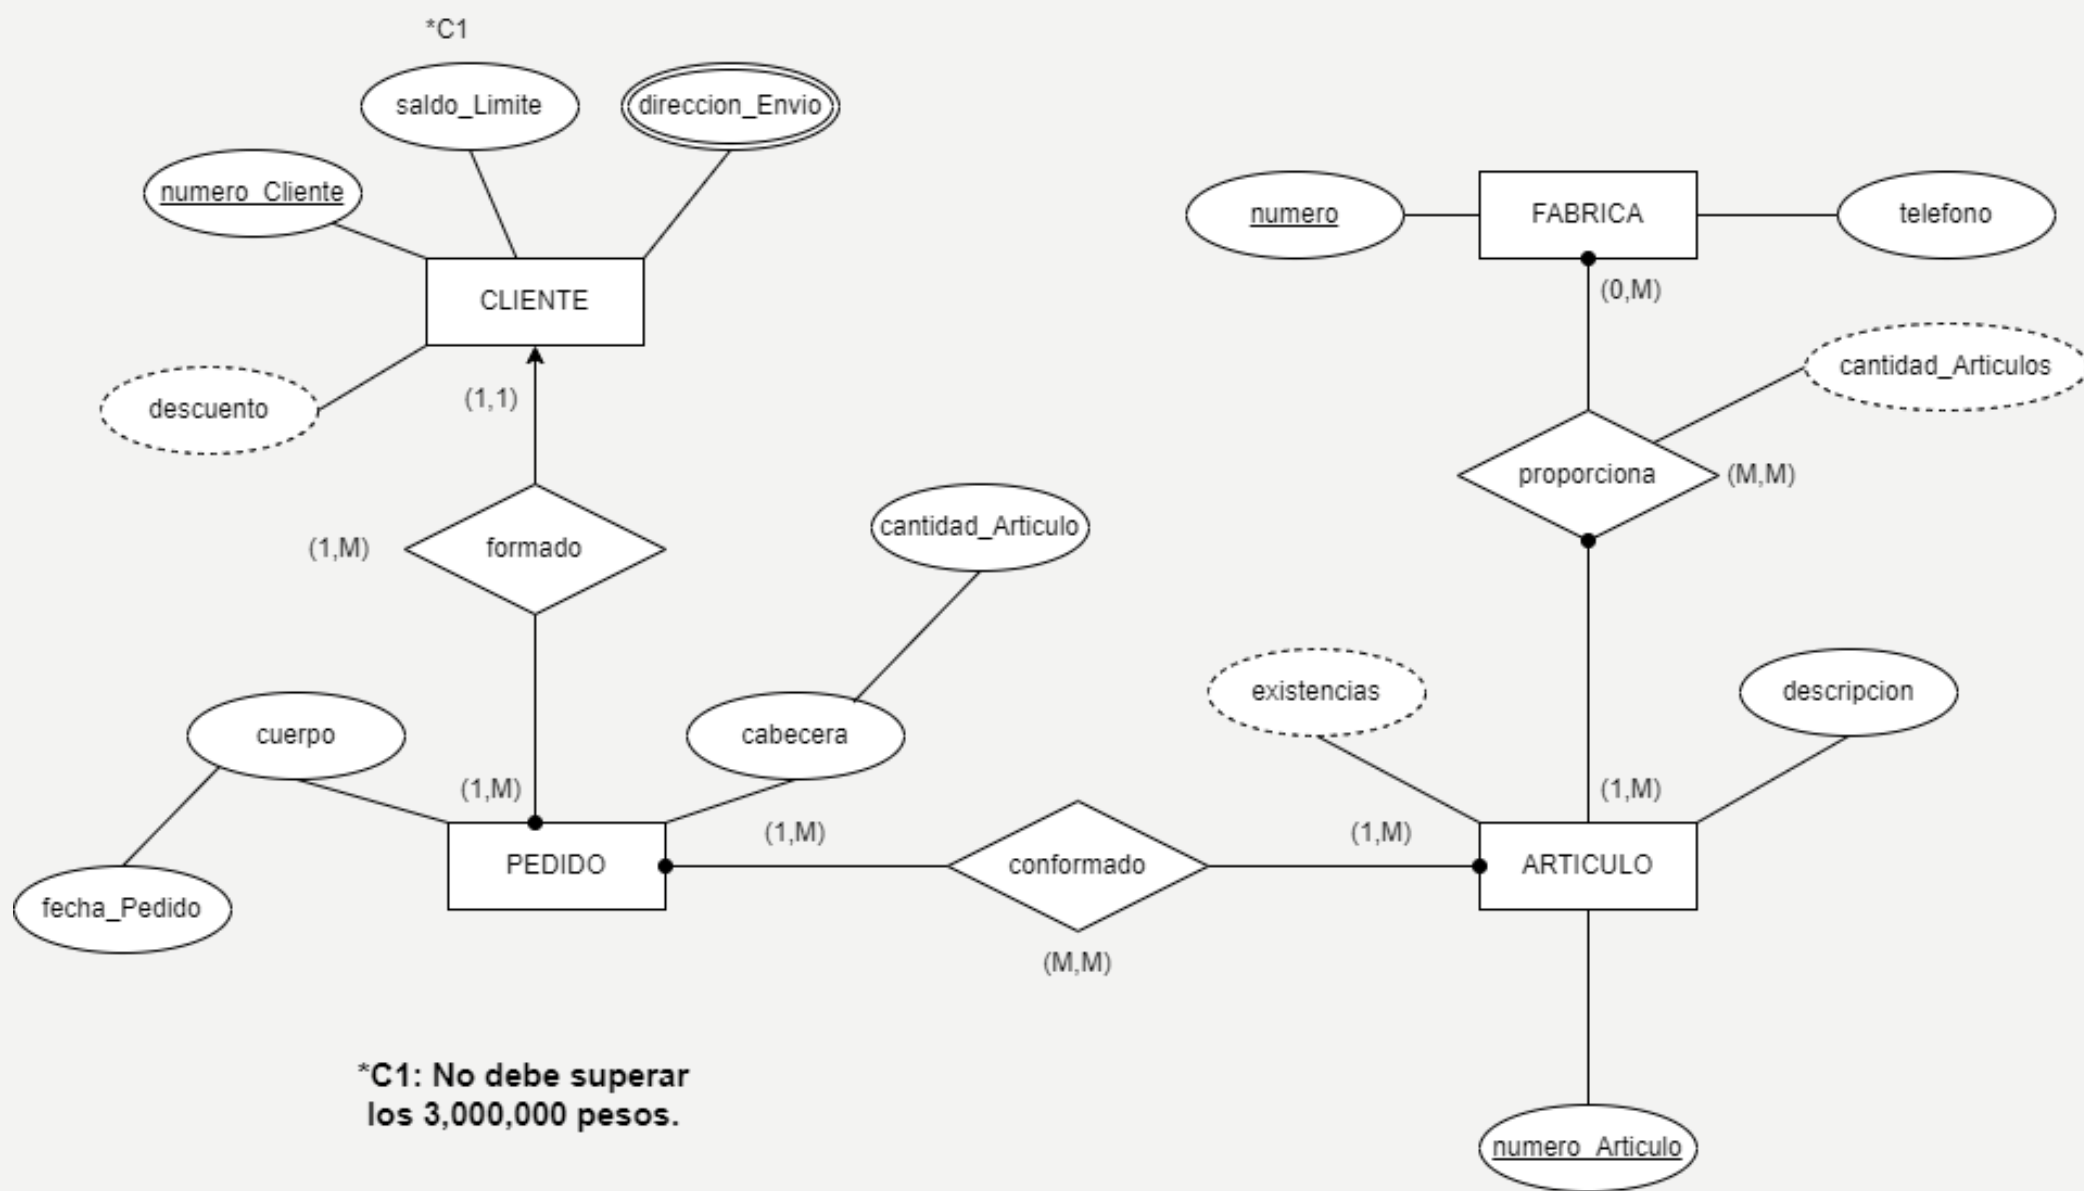 *C1
saldo_Limite
direccion_Envio
numero_Cliente
CLIENTE
descuento
(1,1)
(1,M)
formado
cantidad_Articulo
cuerpo
cabecera
(1,M)
PEDIDO
fecha_Pedido
(1,M)
conformado
(M,M)
(1,M)
numero
FABRICA
telefono
(0,M)
cantidad_Articulos
proporciona
(M,M)
existencias
descripcion
(1,M)
ARTICULO
numero_Articulo
*C1: No debe superar
los 3,000,000 pesos.